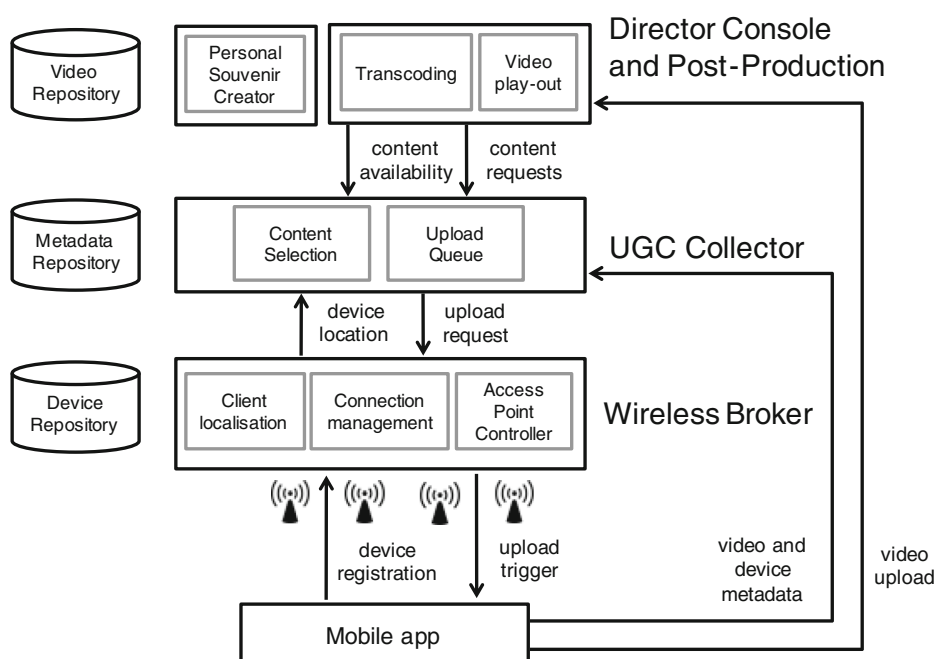 Video
Repository
Personal
Souvenir
Creator
Transcoding
Video
play-out
Director Console
and Post-Production
content
availability
content
requests
Metadata
Repository
Content
Selection
Upload
Queue
UGC Collector
device
location
upload
request
Device
Repository
Client
localisation
Connection
management
Access
Point
Controller
Wireless Broker
device
registration
upload
trigger
video and
device
metadata
video
upload
Mobile app